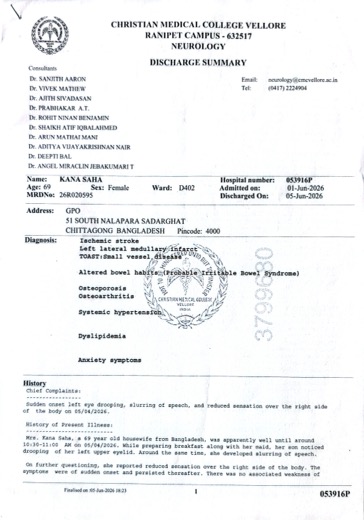 CHRISTIAN MEDICAL COLLEGE VELLORE
RANIPET CAMPUS - 632517
NEUROLOGY
DISCHARGE SUMMARY
Consultants
Dr. SANJITH AARON
Dr. VIVEK MATHEW
Dr. AJITH SIVADASAN
Dr. PRABHAKAR A.T.
Dr. ROHIT NINAN BENJAMIN
Dr. SHAIKH ATIF IQBALAHMED
Dr. ARUN MATHAI MANI
Dr. ADITYA VIJAYAKRISHNAN NAIR
Dr. DEEPTI BAL
Dr. ANGEL MIRACLIN JEBAKUMARI T
Email: neurology@cmcvellore.ac.in
Tel: (0417) 2224904
Name: KANA SAHA Hospital number: 053916P
Age: 69 Sex: Female Ward: D402 Admitted on: 01-Jun-2026
MRDNo: 26R020595 Discharged On: 05-Jun-2026
Address: GPO
51 SOUTH NALAPARA SADARGHAT
CHITTAGONG BANGLADESH Pincode: 4000
Diagnosis: Ischemic stroke
Left lateral medullary infarct
TOAST:Small vessel disease
Altered bowel habits (Probable Irritable Bowel Syndrome)
Osteoporosis
Osteoarthritis
Systemic hypertension
Dyslipidemia
Anxiety symptoms
CHRISTIAN MEDICAL COLLEGE
VELLORE
INDIA
History
Chief Complaints:
-----------------
Sudden onset left eye drooping, slurring of speech, and reduced sensation over the right side
of the body on 05/04/2026.
History of Present Illness:
---------------------------
Mrs. Kana Saha, a 69 year old housewife from Bangladesh, was apparently well until around
10:30-11:00 AM on 05/04/2026. While preparing breakfast along with her maid, her son noticed
drooping of her left upper eyelid. Around the same time, she developed slurring of speech.
On further questioning, she reported reduced sensation over the right side of the body. The
symptoms were of sudden onset and persisted thereafter. There was no associated weakness of
Finalised on :05-Jun-2026 18:23
1
053916P